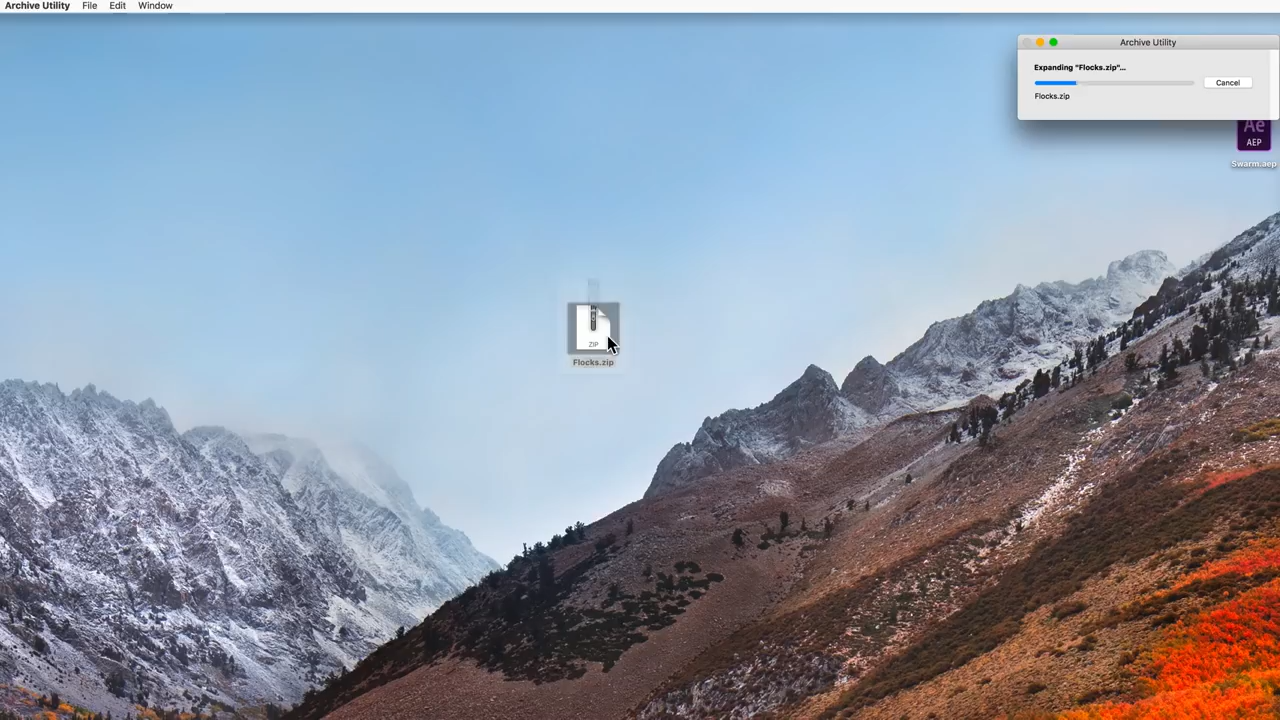 Archive Utility File Edit Window
Archive Utility
Expanding "Flocks.zip"...
Cancel
Flocks.zip
Ae
AEP
Swarm.aep
ZIP
Flocks.zip